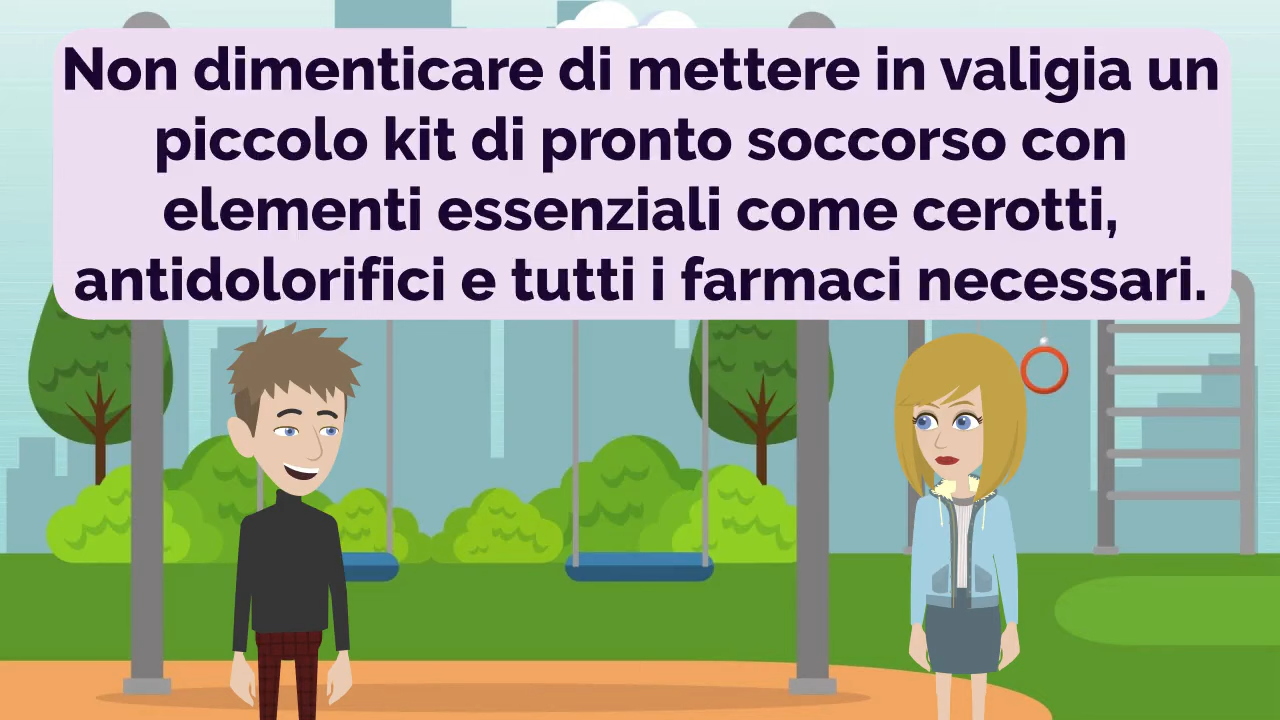 Non dimenticare di mettere in valigia un
piccolo kit di pronto soccorso con
elementi essenziali come cerotti,
antidolorifici e tutti i farmaci necessari.